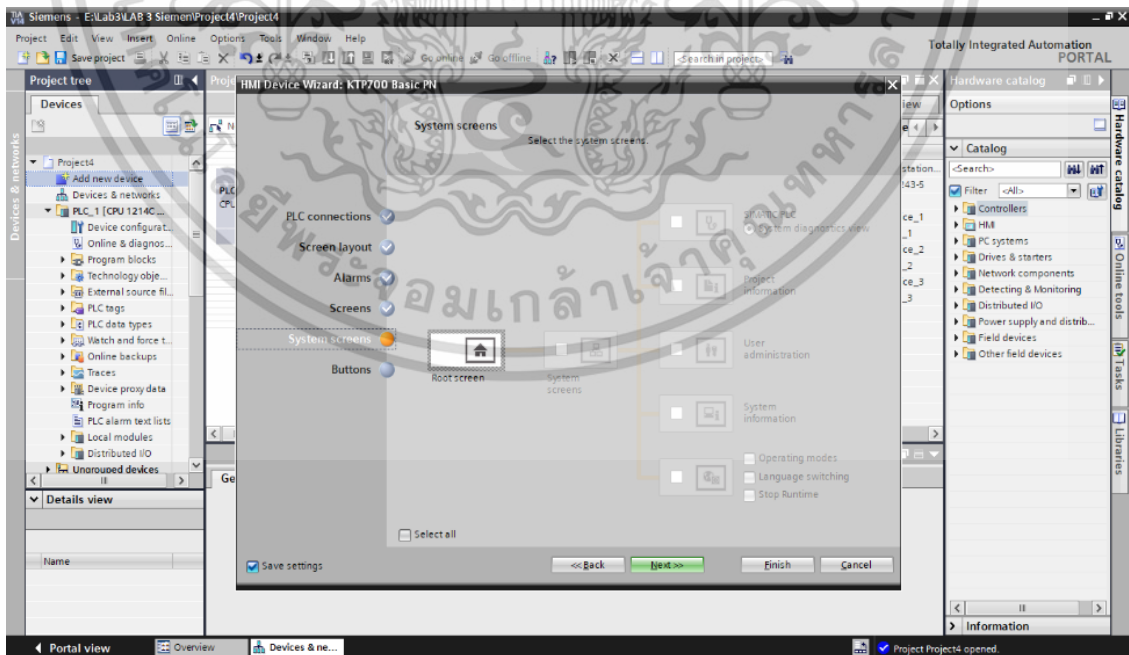 Siemens - E:\Lab3\LAB 3 Siemen\Project4\Project4
Project Edit View Insert Online Options Tools Window Help
Totally Integrated Automation
PORTAL
Save project
Go online
Go offline
<Search in project>
Project tree
HMI Device Wizard: KTP700 Basic PN
Hardware catalog
Devices
Options
System screens
Select the system screens.
Devices & networks
Project4
Add new device
Devices & networks
PLC_1 [CPU 1214C ...
Device configurat...
Online & diagnos...
Program blocks
Technology obje...
External source fil...
PLC tags
PLC data types
Watch and force t...
Online backups
Traces
Device proxy data
Program info
PLC alarm text lists
Local modules
Distributed I/O
Ungrouped devices
Details view
Name
PLC connections
Screen layout
Alarms
Screens
System screens
Buttons
Root screen
System screens
SIMATIC PLC
System diagnostics view
Project information
User administration
System information
Operating modes
Language switching
Stop Runtime
Select all
Save settings
<< Back
Next >>
Finish
Cancel
Catalog
<Search>
Filter
<All>
Controllers
HMI
PC systems
Drives & starters
Network components
Detecting & Monitoring
Distributed I/O
Power supply and distrib...
Field devices
Other field devices
Information
Hardware catalog
Online tools
Tasks
Libraries
Portal view
Overview
Devices & ne...
Project Project4 opened.